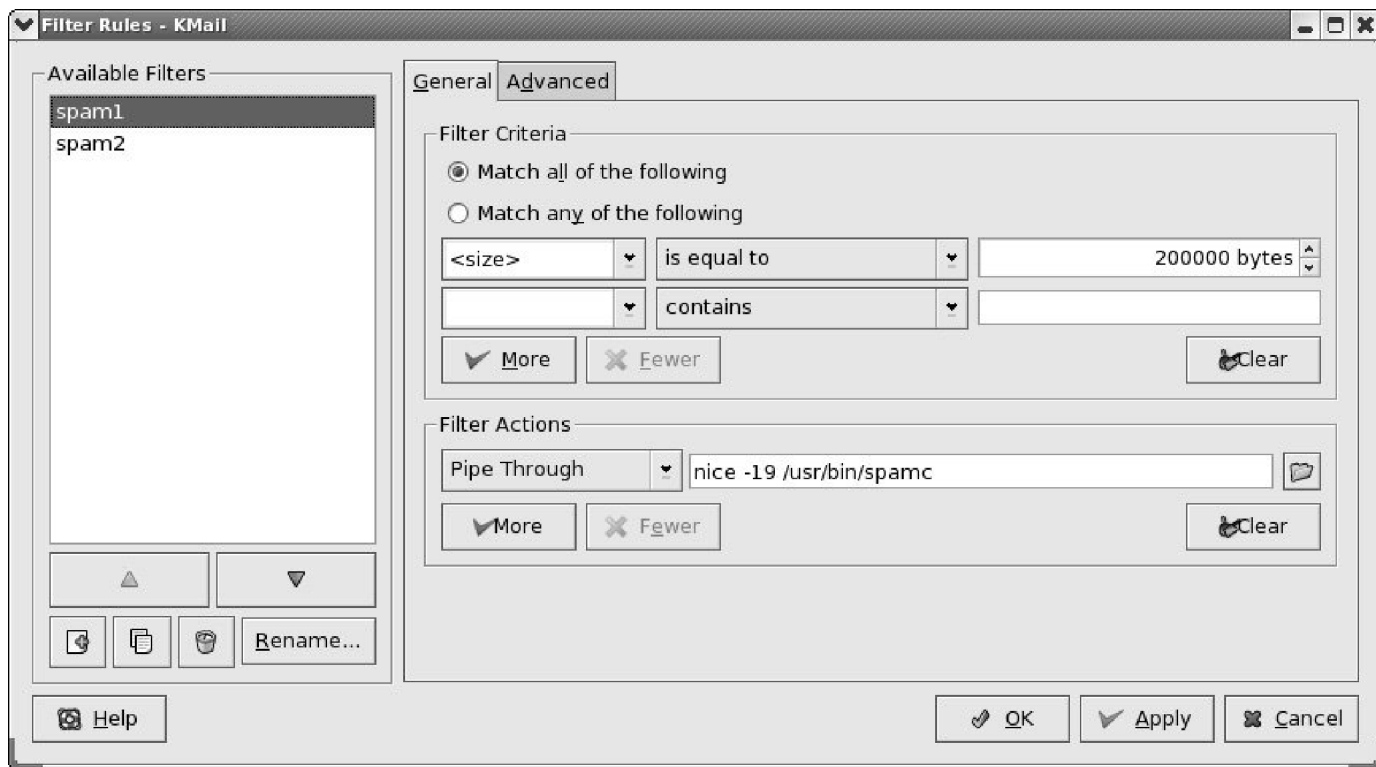 Filter Rules - KMail
Available Filters
spam1
spam2
Rename...
General
Advanced
Filter Criteria
Match all of the following
Match any of the following
<size>
is equal to
200000 bytes
contains
More
Fewer
Clear
Filter Actions
Pipe Through
nice -19 /usr/bin/spamc
More
Fewer
Clear
Help
OK
Apply
Cancel